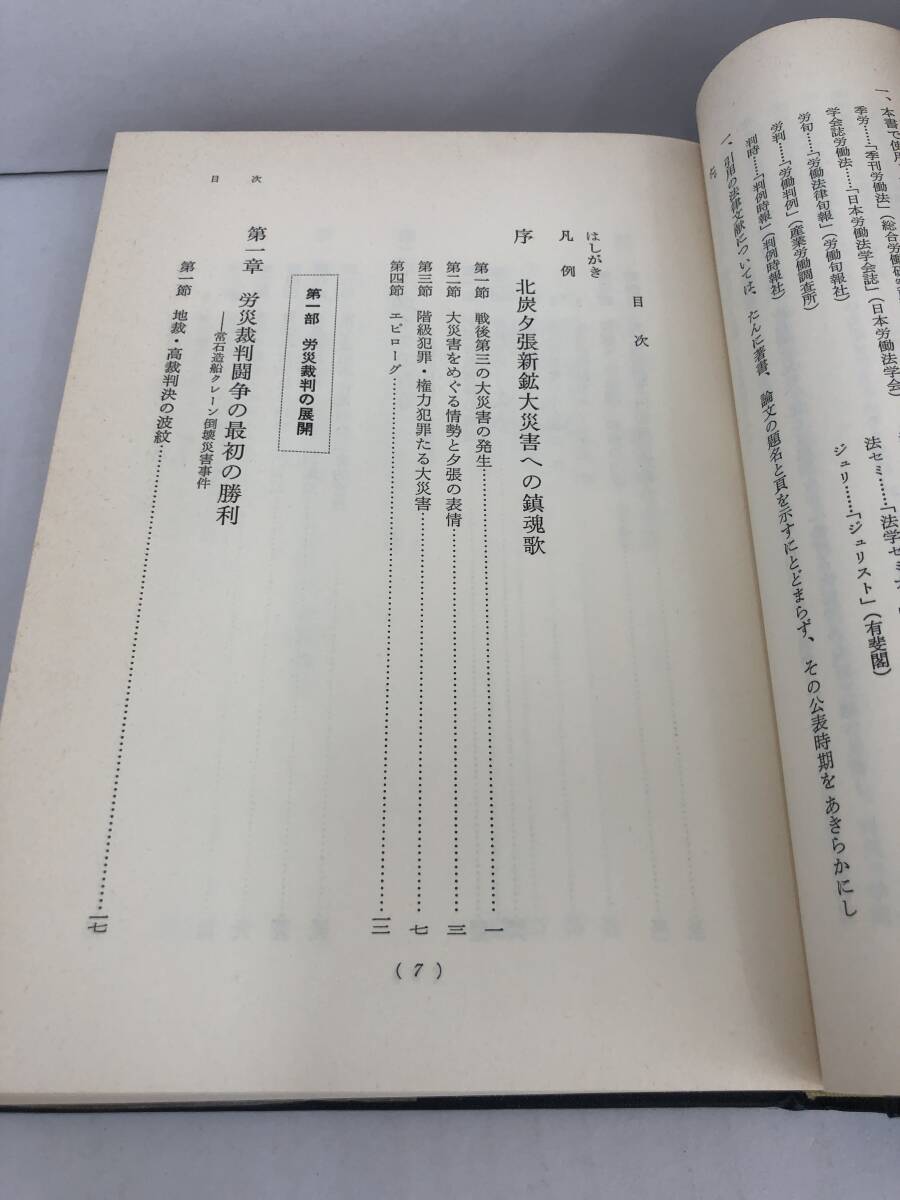 一、本書で使用
季労……「季刊労働法」(総合労働研
学会誌労働法……「日本労働法学会誌」(日本労働法学会)
労旬……「労働法律旬報」(労働旬報社)
労判……「労働判例」(産業労働調査所)
判時……「判例時報」(判例時報社)
法セミ……「法学セミナ
ジュリ……「ジュリスト」(有斐閣)
一、引用の法律文献については、たんに著書、論文の題名と頁を示すにとどまらず、その公表時期をあきらかにし
目次
目次
はしがき
凡例
序 北炭夕張新鉱大災害への鎮魂歌
第一節 戦後第三の大災害の発生……一
第二節 大災害をめぐる情勢と夕張の表情……三
第三節 階級犯罪・権力犯罪たる大災害……七
第四節 エピローグ……一三
第一部 労災裁判の展開
第一章 労災裁判闘争の最初の勝利
――常石造船クレーン倒壊災害事件
第一節 地裁・高裁判決の波紋……一七
(7)